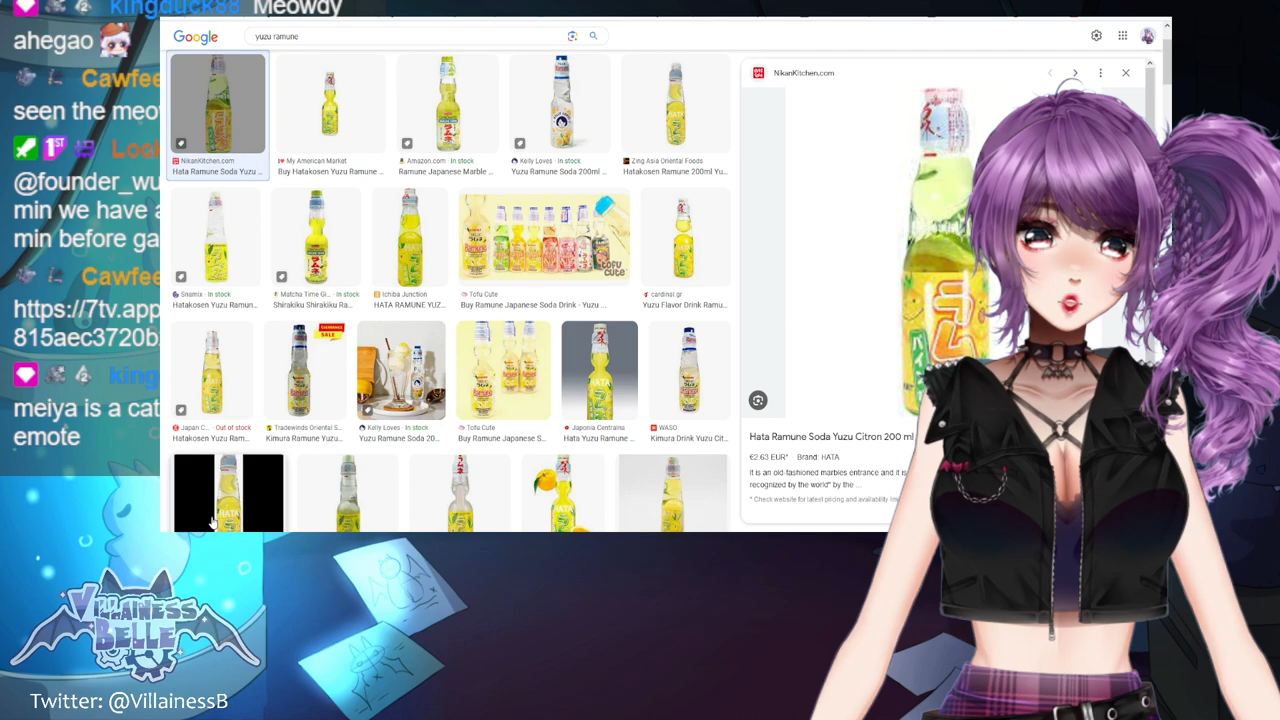 kingduck88 Meowdy
ahegao
Cawfee
seen the meo
1ST Lock
@founder_wu
min we have a
min before ga
Cawfee
https://7tv.app
815aec3720b
king
meiya is a cat
emote
Google
yuzu ramune
NikanKitchen.com
Hata Ramune Soda Yuzu ...
My American Market
Buy Hatakosen Yuzu Ramune ...
Amazon.com · In stock
Ramune Japanese Marble ...
Kelly Loves · In stock
Yuzu Ramune Soda 200ml ...
Zing Asia Oriental Foods
Hatakosen Ramune 200ml Yu...
Snamix · In stock
Hatakosen Yuzu Ramun...
Matcha Time Gi... · In stock
Shirakiku Shirakiku Ra...
Ichiba Junction
HATA RAMUNE YUZ...
tofu cute
Tofu Cute
Buy Ramune Japanese Soda Drink - Yuzu ...
cardinal.gr
Yuzu Flavor Drink Ramu...
CLEARANCE SALE
Japan C... · Out of stock
Hatakosen Yuzu Ram...
Tradewinds Oriental S...
Kimura Ramune Yuzu...
Kelly Loves · In stock
Yuzu Ramune Soda 20...
Tofu Cute
Buy Ramune Japanese S...
HATA
Japonia Centralna
Hata Yuzu Ramune ...
WASO
Kimura Drink Yuzu Cit...
HATA
NikanKitchen.com
Hata Ramune Soda Yuzu Citron 200 ml
€2.63 EUR* · Brand: HATA
It is an old-fashioned marbles entrance and it is
recognized by the world" by the ...
* Check website for latest pricing and availability.
VILLAINESS
BELLE
Twitter: @VillainessB